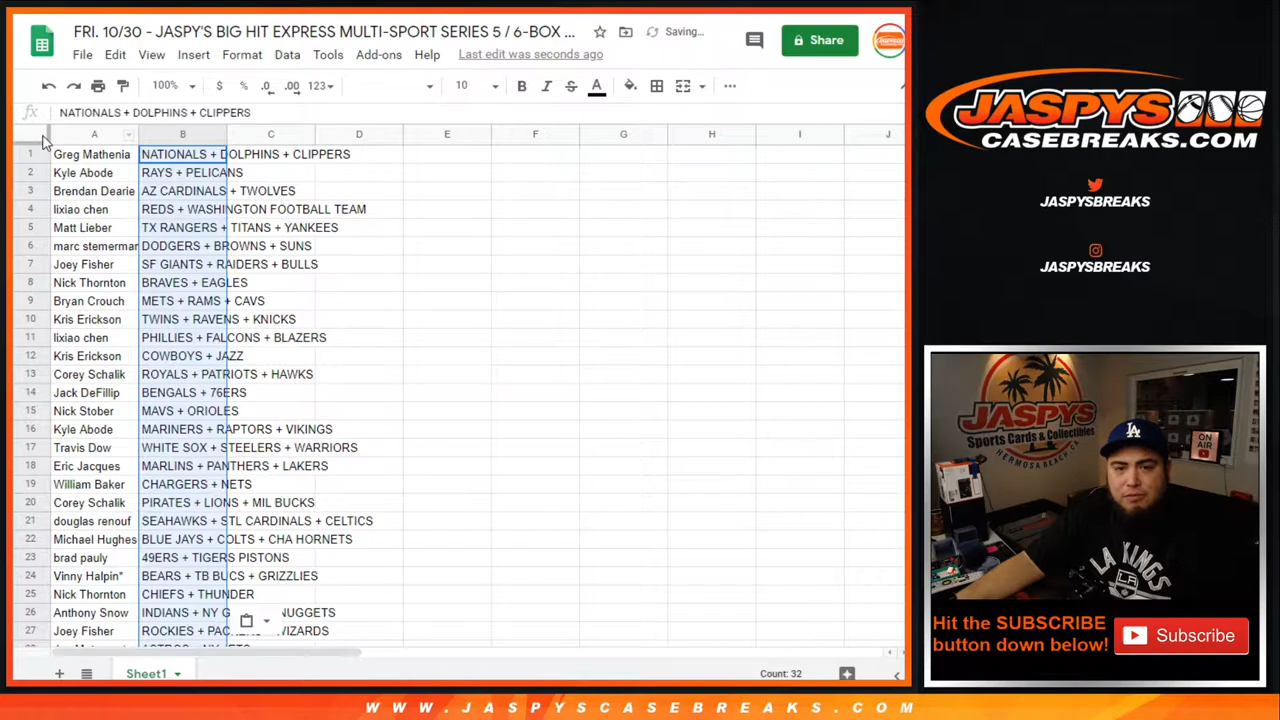 FRI. 10/30 - JASPY'S BIG HIT EXPRESS MULTI-SPORT SERIES 5 / 6-BOX ...
Saving...
Share
File Edit View Insert Format Data Tools Add-ons Help Last edit was seconds ago
100% $ % .0 .00 123 10 B I S A
fx NATIONALS + DOLPHINS + CLIPPERS
A B C D E F G H I J
1 Greg Mathenia NATIONALS + DOLPHINS + CLIPPERS
2 Kyle Abode RAYS + PELICANS
3 Brendan Dearie AZ CARDINALS + TWOLVES
4 lixiao chen REDS + WASHINGTON FOOTBALL TEAM
5 Matt Lieber TX RANGERS + TITANS + YANKEES
6 marc stemerman DODGERS + BROWNS + SUNS
7 Joey Fisher SF GIANTS + RAIDERS + BULLS
8 Nick Thornton BRAVES + EAGLES
9 Bryan Crouch METS + RAMS + CAVS
10 Kris Erickson TWINS + RAVENS + KNICKS
11 lixiao chen PHILLIES + FALCONS + BLAZERS
12 Kris Erickson COWBOYS + JAZZ
13 Corey Schalik ROYALS + PATRIOTS + HAWKS
14 Jack DeFillip BENGALS + 76ERS
15 Nick Stober MAVS + ORIOLES
16 Kyle Abode MARINERS + RAPTORS + VIKINGS
17 Travis Dow WHITE SOX + STEELERS + WARRIORS
18 Eric Jacques MARLINS + PANTHERS + LAKERS
19 William Baker CHARGERS + NETS
20 Corey Schalik PIRATES + LIONS + MIL BUCKS
21 douglas renouf SEAHAWKS + STL CARDINALS + CELTICS
22 Michael Hughes BLUE JAYS + COLTS + CHA HORNETS
23 brad pauly 49ERS + TIGERS PISTONS
24 Vinny Halpin* BEARS + TB BUCS + GRIZZLIES
25 Nick Thornton CHIEFS + THUNDER
26 Anthony Snow INDIANS + NY G NUGGETS
27 Joey Fisher ROCKIES + PAC WIZARDS
Sheet1
Count: 32
JASPYS
CASEBREAKS.COM
JASPYSBREAKS
JASPYSBREAKS
JASPYS
Sports Cards & Collectibles
HERMOSA BEACH, CA
ON
AIR
LA
LA KINGS
LA
Hit the SUBSCRIBE
button down below!
Subscribe
WWW.JASPYSCASEBREAKS.COM